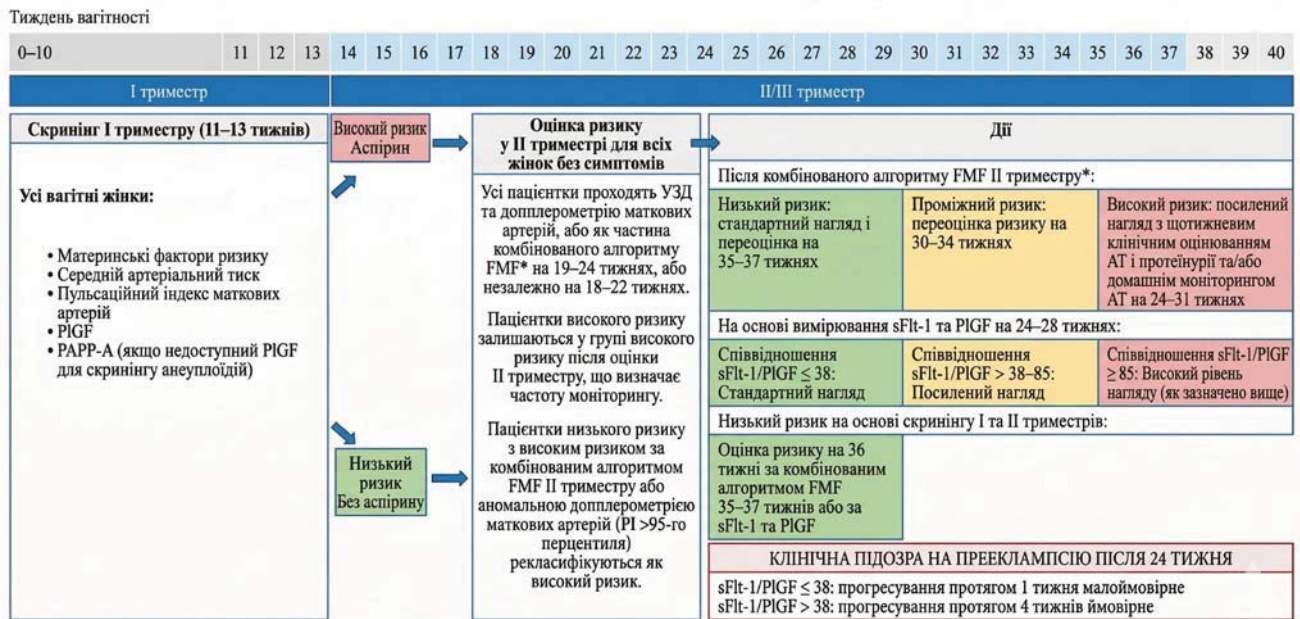 Тиждень вагітності
0–10 11 12 13 14 15 16 17 18 19 20 21 22 23 24 25 26 27 28 29 30 31 32 33 34 35 36 37 38 39 40
І триместр
ІІ/ІІІ триместр
Скринінг І триместру (11–13 тижнів)
Усі вагітні жінки:
• Материнські фактори ризику
• Середній артеріальний тиск
• Пульсаційний індекс маткових
артерій
• PlGF
• PAPP-A (якщо недоступний PlGF
для скринінгу анеуплоїдій)
Високий ризик
Аспірин
Низький
ризик
Без аспірину
Оцінка ризику
у ІІ триместрі для всіх
жінок без симптомів
Усі пацієнтки проходять УЗД
та допплерометрію маткових
артерій, або як частина
комбінованого алгоритму
FMF* на 19–24 тижнях, або
незалежно на 18–22 тижнях.
Пацієнтки високого ризику
залишаються у групі високого
ризику після оцінки
ІІ триместру, що визначає
частоту моніторингу.
Пацієнтки низького ризику
з високим ризиком за
комбінованим алгоритмом
FMF ІІ триместру або
аномальною допплерометрією
маткових артерій (PI >95-го
перцентиля)
рекласифікуються як
високий ризик.
Дії
Після комбінованого алгоритму FMF ІІ триместру*:
Низький ризик:
стандартний нагляд і
переоцінка на
35–37 тижнях
Проміжний ризик:
переоцінка ризику на
30–34 тижнях
Високий ризик: посилений
нагляд з щотижневим
клінічним оцінюванням
АТ і протеїнурії та/або
домашнім моніторингом
АТ на 24–31 тижнях
На основі вимірювання sFlt-1 та PlGF на 24–28 тижнях:
Співвідношення
sFlt-1/PlGF ≤ 38:
Стандартний нагляд
Співвідношення
sFlt-1/PlGF > 38–85:
Посилений нагляд
Співвідношення sFlt-1/PlGF
≥ 85: Високий рівень
нагляду (як зазначено вище)
Низький ризик на основі скринінгу І та ІІ триместрів:
Оцінка ризику на 36
тижні за комбінованим
алгоритмом FMF
35–37 тижнів або за
sFlt-1 та PlGF
КЛІНІЧНА ПІДОЗРА НА ПРЕЕКЛАМПСІЮ ПІСЛЯ 24 ТИЖНЯ
sFlt-1/PlGF ≤ 38: прогресування протягом 1 тижня малоймовірне
sFlt-1/PlGF > 38: прогресування протягом 4 тижнів ймовірне